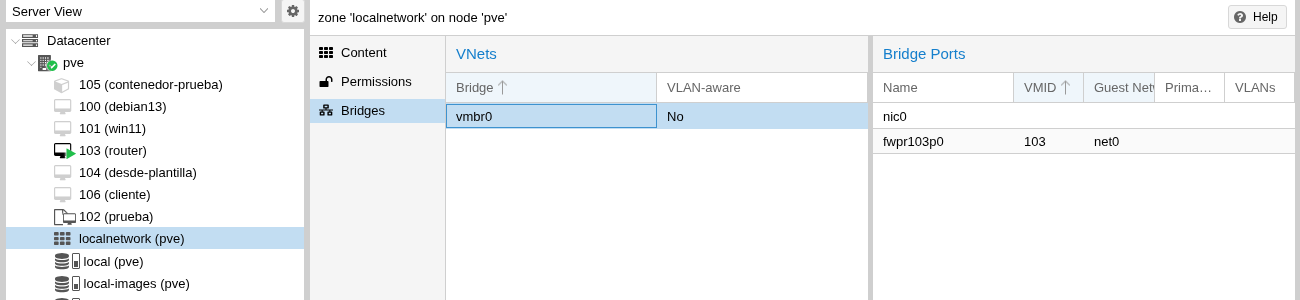 Server View
zone 'localnetwork' on node 'pve'
Help
Datacenter
pve
105 (contenedor-prueba)
100 (debian13)
101 (win11)
103 (router)
104 (desde-plantilla)
106 (cliente)
102 (prueba)
localnetwork (pve)
local (pve)
local-images (pve)
Content
Permissions
Bridges
VNets
Bridge VLAN-aware
vmbr0 No
Bridge Ports
Name VMID Guest Netw Prima… VLANs
nic0
fwpr103p0 103 net0